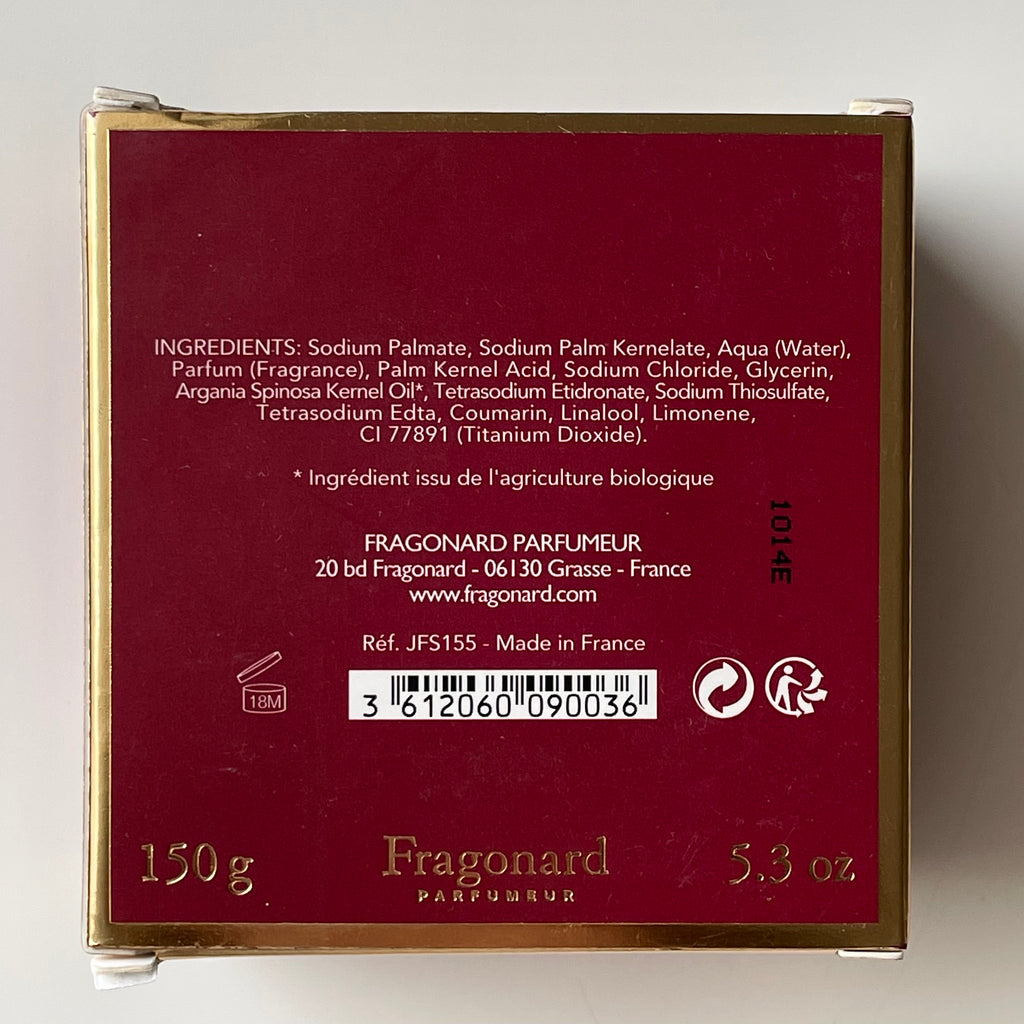 INGREDIENTS: Sodium Palmate, Sodium Palm Kernelate, Aqua (Water),
Parfum (Fragrance), Palm Kernel Acid, Sodium Chloride, Glycerin,
Argania Spinosa Kernel Oil*, Tetrasodium Etidronate, Sodium Thiosulfate,
Tetrasodium Edta, Coumarin, Linalool, Limonene,
CI 77891 (Titanium Dioxide).
* Ingrédient issu de l'agriculture biologique
1014E
FRAGONARD PARFUMEUR
20 bd Fragonard - 06130 Grasse - France
www.fragonard.com
Réf. JFS155 - Made in France
18M
3 612060 090036
150 g
Fragonard
PARFUMEUR
5.3 oz